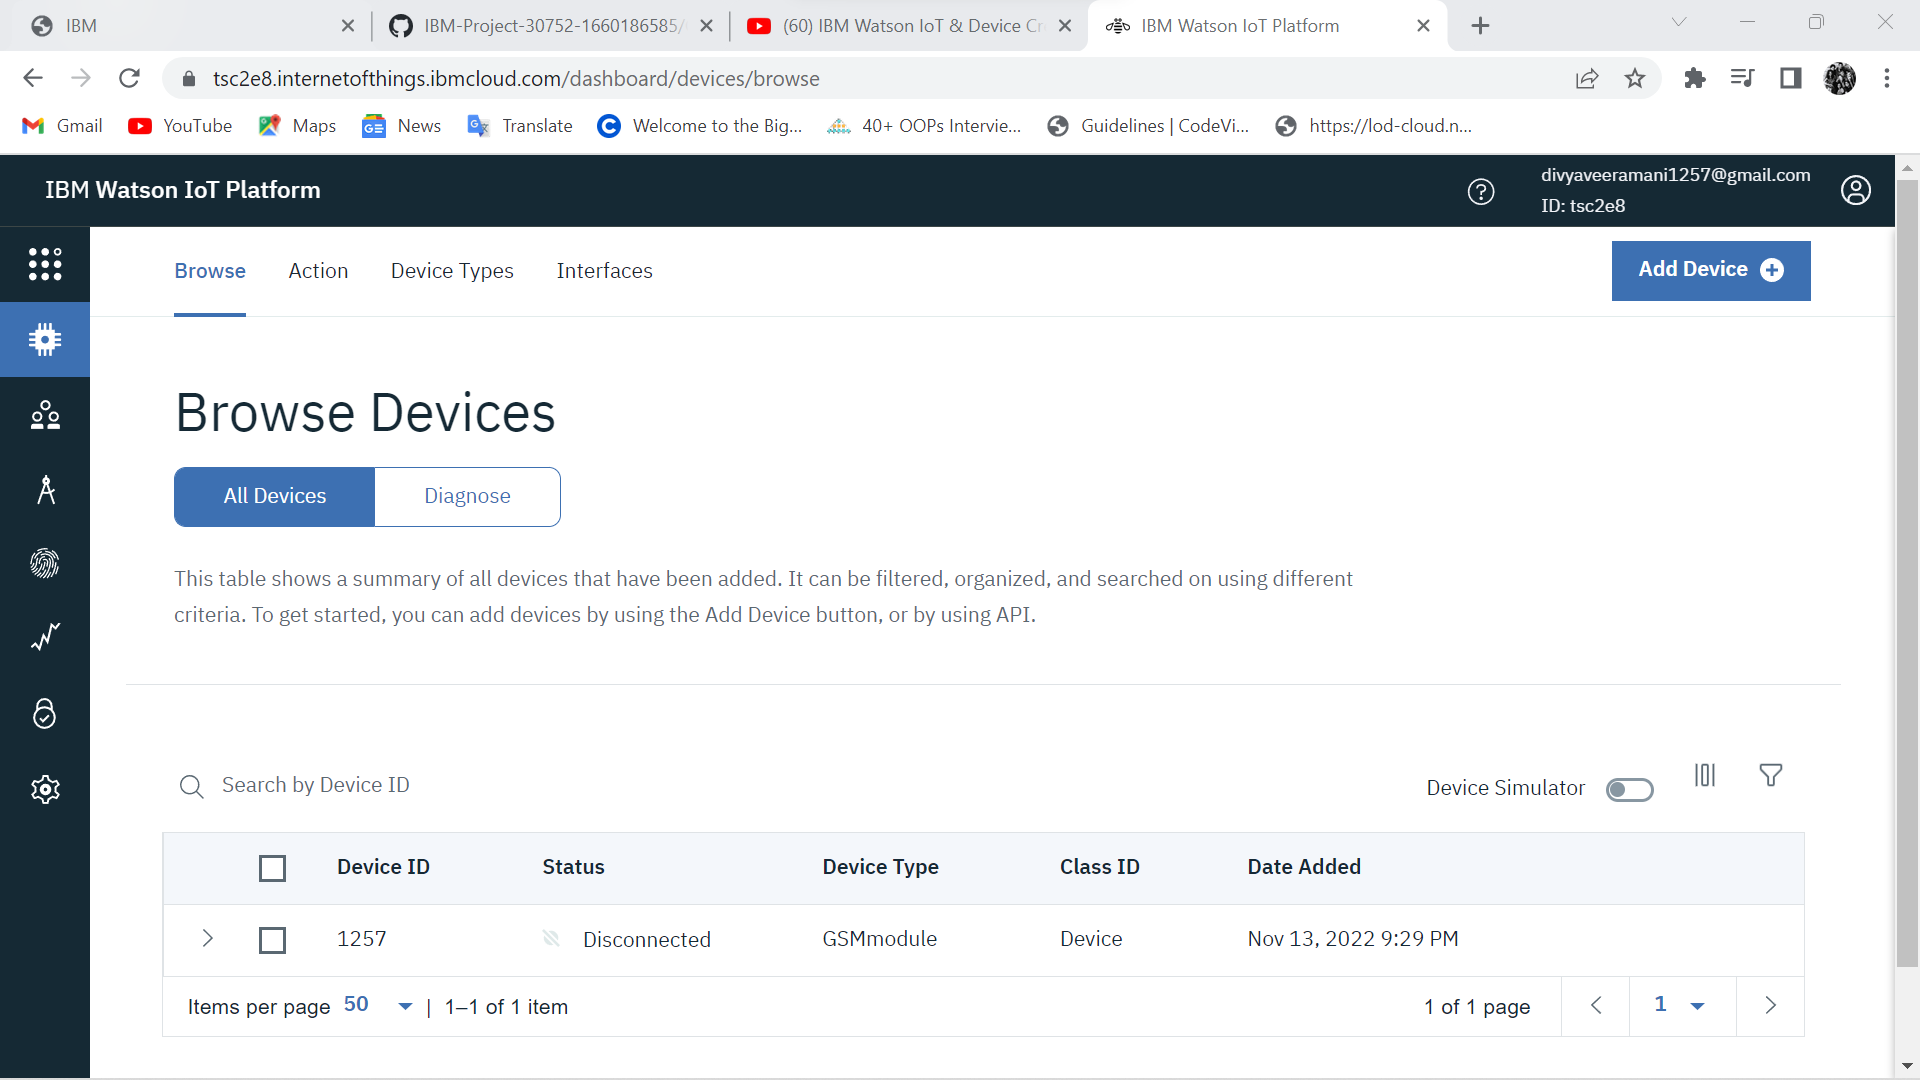 IBM
IBM-Project-30752-1660186585/
(60) IBM Watson IoT & Device Cr
IBM Watson IoT Platform
tsc2e8.internetofthings.ibmcloud.com/dashboard/devices/browse
Gmail
YouTube
Maps
News
Translate
Welcome to the Big...
40+ OOPs Intervie...
Guidelines | CodeVi...
https://lod-cloud.n...
IBM Watson IoT Platform
divyaveeramani1257@gmail.com
ID: tsc2e8
Browse
Action
Device Types
Interfaces
Add Device
Browse Devices
All Devices
Diagnose
This table shows a summary of all devices that have been added. It can be filtered, organized, and searched on using different
criteria. To get started, you can add devices by using the Add Device button, or by using API.
Search by Device ID
Device Simulator
Device ID Status Device Type Class ID Date Added
1257 Disconnected GSMmodule Device Nov 13, 2022 9:29 PM
Items per page 50 | 1–1 of 1 item
1 of 1 page
1